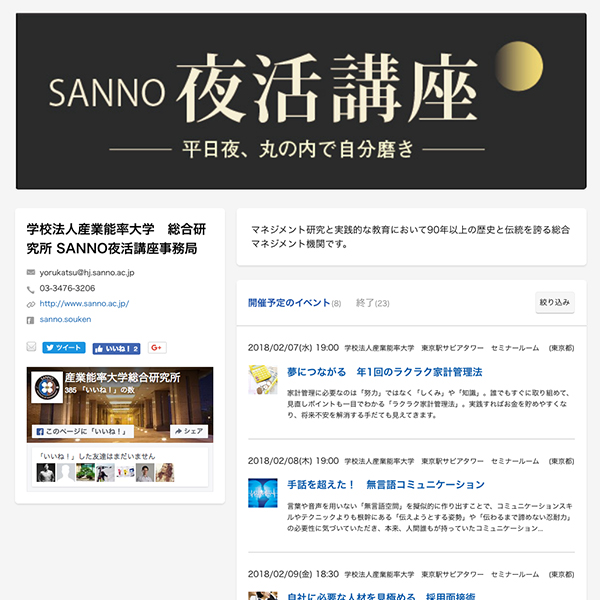 SANNO 夜活講座
平日夜、丸の内で自分磨き
学校法人産業能率大学　総合研
究所 SANNO夜活講座事務局
yorukatsu@hj.sanno.ac.jp
03-3476-3206
http://www.sanno.ac.jp/
sanno.souken
ツイート いいね！ 2 G+
産業能率大学総合研究所
385 「いいね！」の数
このページに「いいね！」 シェア
「いいね！」した友達はまだいません
マネジメント研究と実践的な教育において90年以上の歴史と伝統を誇る総合
マネジメント機関です。
開催予定のイベント(8) 終了(23) 絞り込み
2018/02/07(水) 19:00 学校法人産業能率大学　東京駅サピアタワー　セミナールーム　(東京都)
夢につながる　年1回のラクラク家計管理法
家計管理に必要なのは「努力」ではなく「しくみ」や「知識」。誰でもすぐに取り組めて、
見直しポイントも一目でわかる「ラクラク家計管理法」。実践すればお金を貯めやすくな
り、将来不安を解消する手だても見えてきます。
2018/02/08(木) 19:00 学校法人産業能率大学　東京駅サピアタワー　セミナールーム　(東京都)
手話を超えた！　無言語コミュニケーション
言葉や音声を用いない「無言語空間」を擬似的に作り出すことで、コミュニケーションスキ
ルやテクニックよりも根幹にある「伝えようとする姿勢」や「伝わるまで諦めない忍耐力」
の必要性に気づいていただき、本来、人間誰もが持っていたコミュニケーション...
2018/02/09(金) 18:30 学校法人産業能率大学　東京駅サピアタワー　セミナールーム　(東京都)
自社に必要な人材を見極める　採用面接術